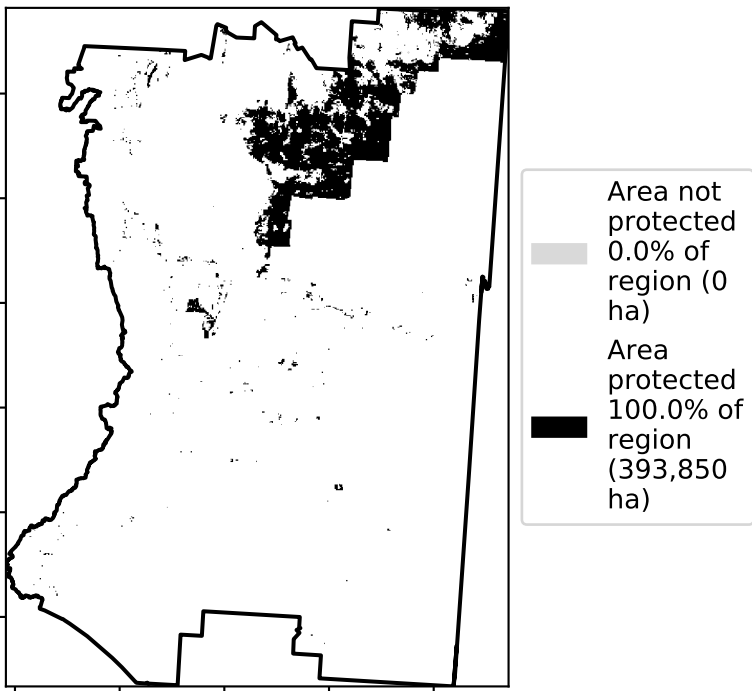 Area not
protected
0.0% of
region (0
ha)
Area
protected
100.0% of
region
(393,850
ha)